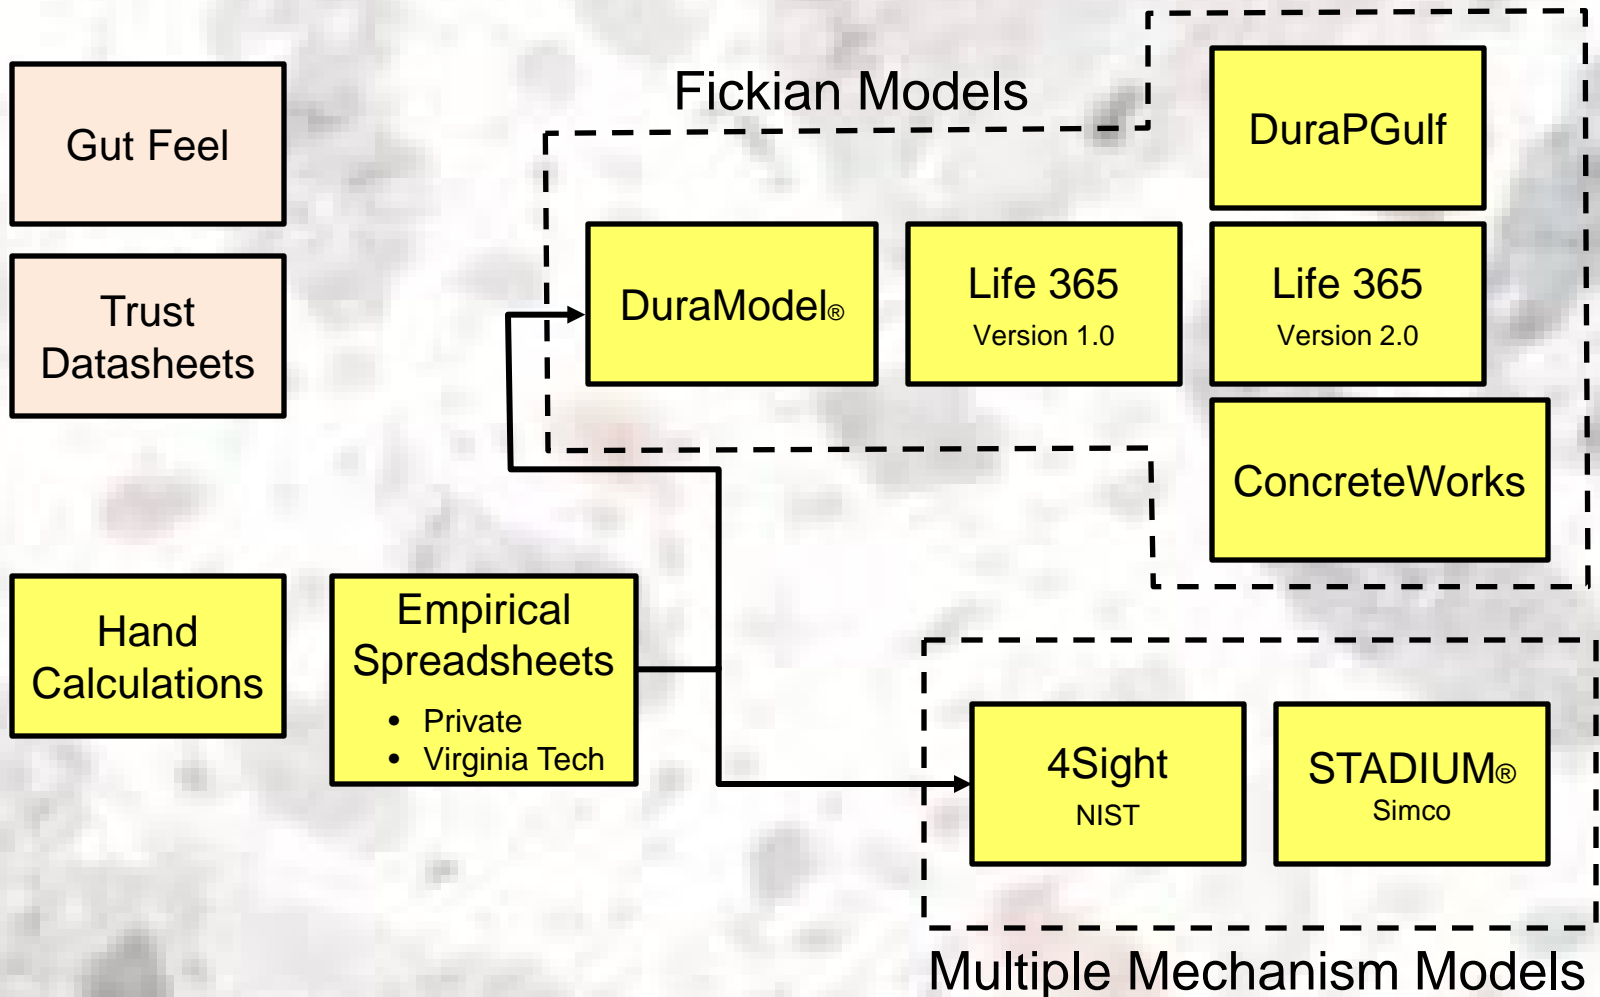 Gut Feel
Trust
Datasheets
Fickian Models
DuraPGulf
DuraModel®
Life 365
Version 1.0
Life 365
Version 2.0
ConcreteWorks
Hand
Calculations
Empirical
Spreadsheets
• Private
• Virginia Tech
4Sight
NIST
STADIUM®
Simco
Multiple Mechanism Models